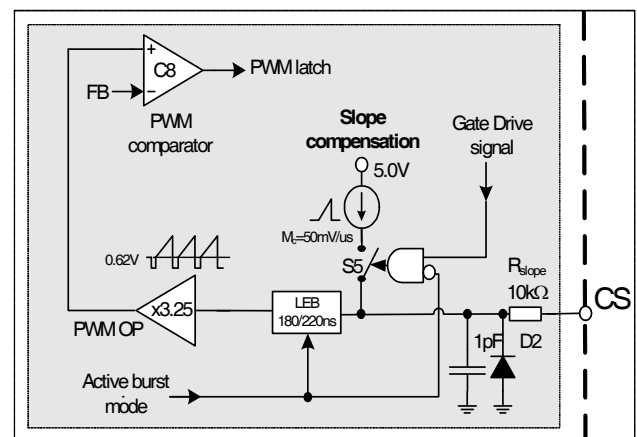 +
C8
−
PWM latch
FB
PWM
comparator
Slope
compensation
5.0V
Gate Drive
signal
Mc=50mV/us
0.62V
S5
Rslope
10kΩ
CS
x3.25
PWM OP
LEB
180/220ns
1pF
D2
Active burst
mode